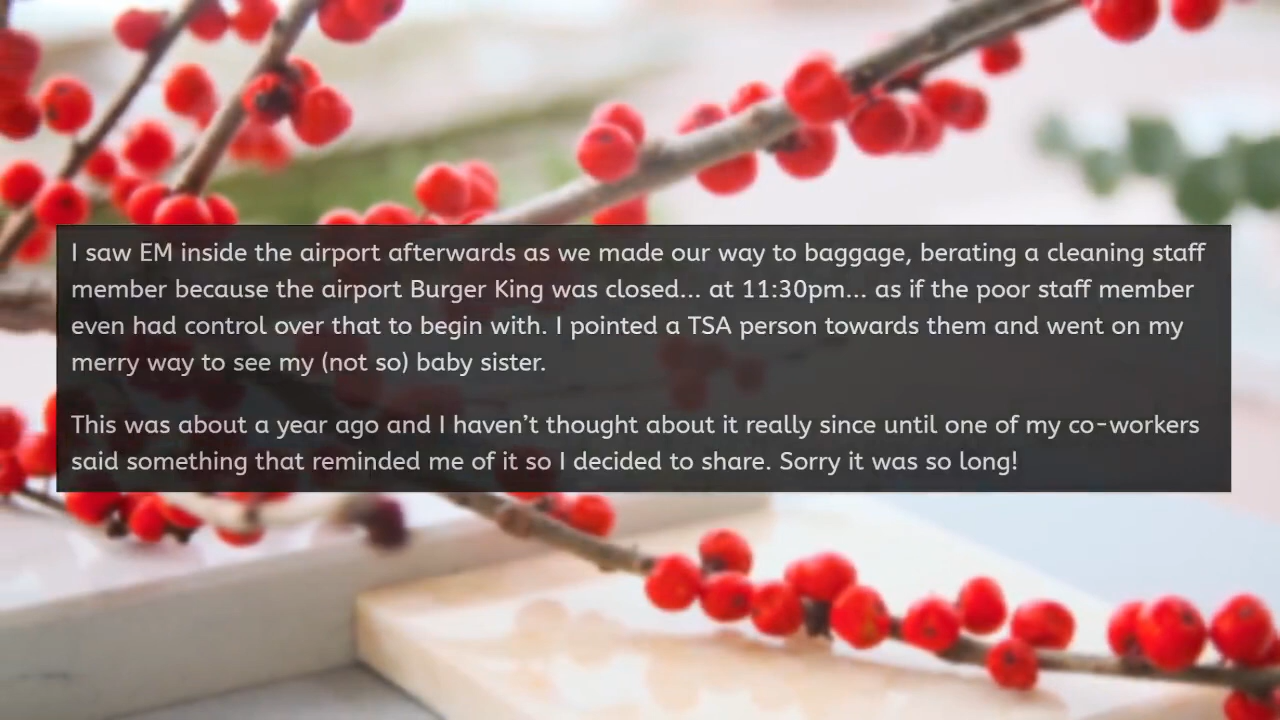 I saw EM inside the airport afterwards as we made our way to baggage, berating a cleaning staff
member because the airport Burger King was closed... at 11:30pm... as if the poor staff member
even had control over that to begin with. I pointed a TSA person towards them and went on my
merry way to see my (not so) baby sister.
This was about a year ago and I haven’t thought about it really since until one of my co-workers
said something that reminded me of it so I decided to share. Sorry it was so long!